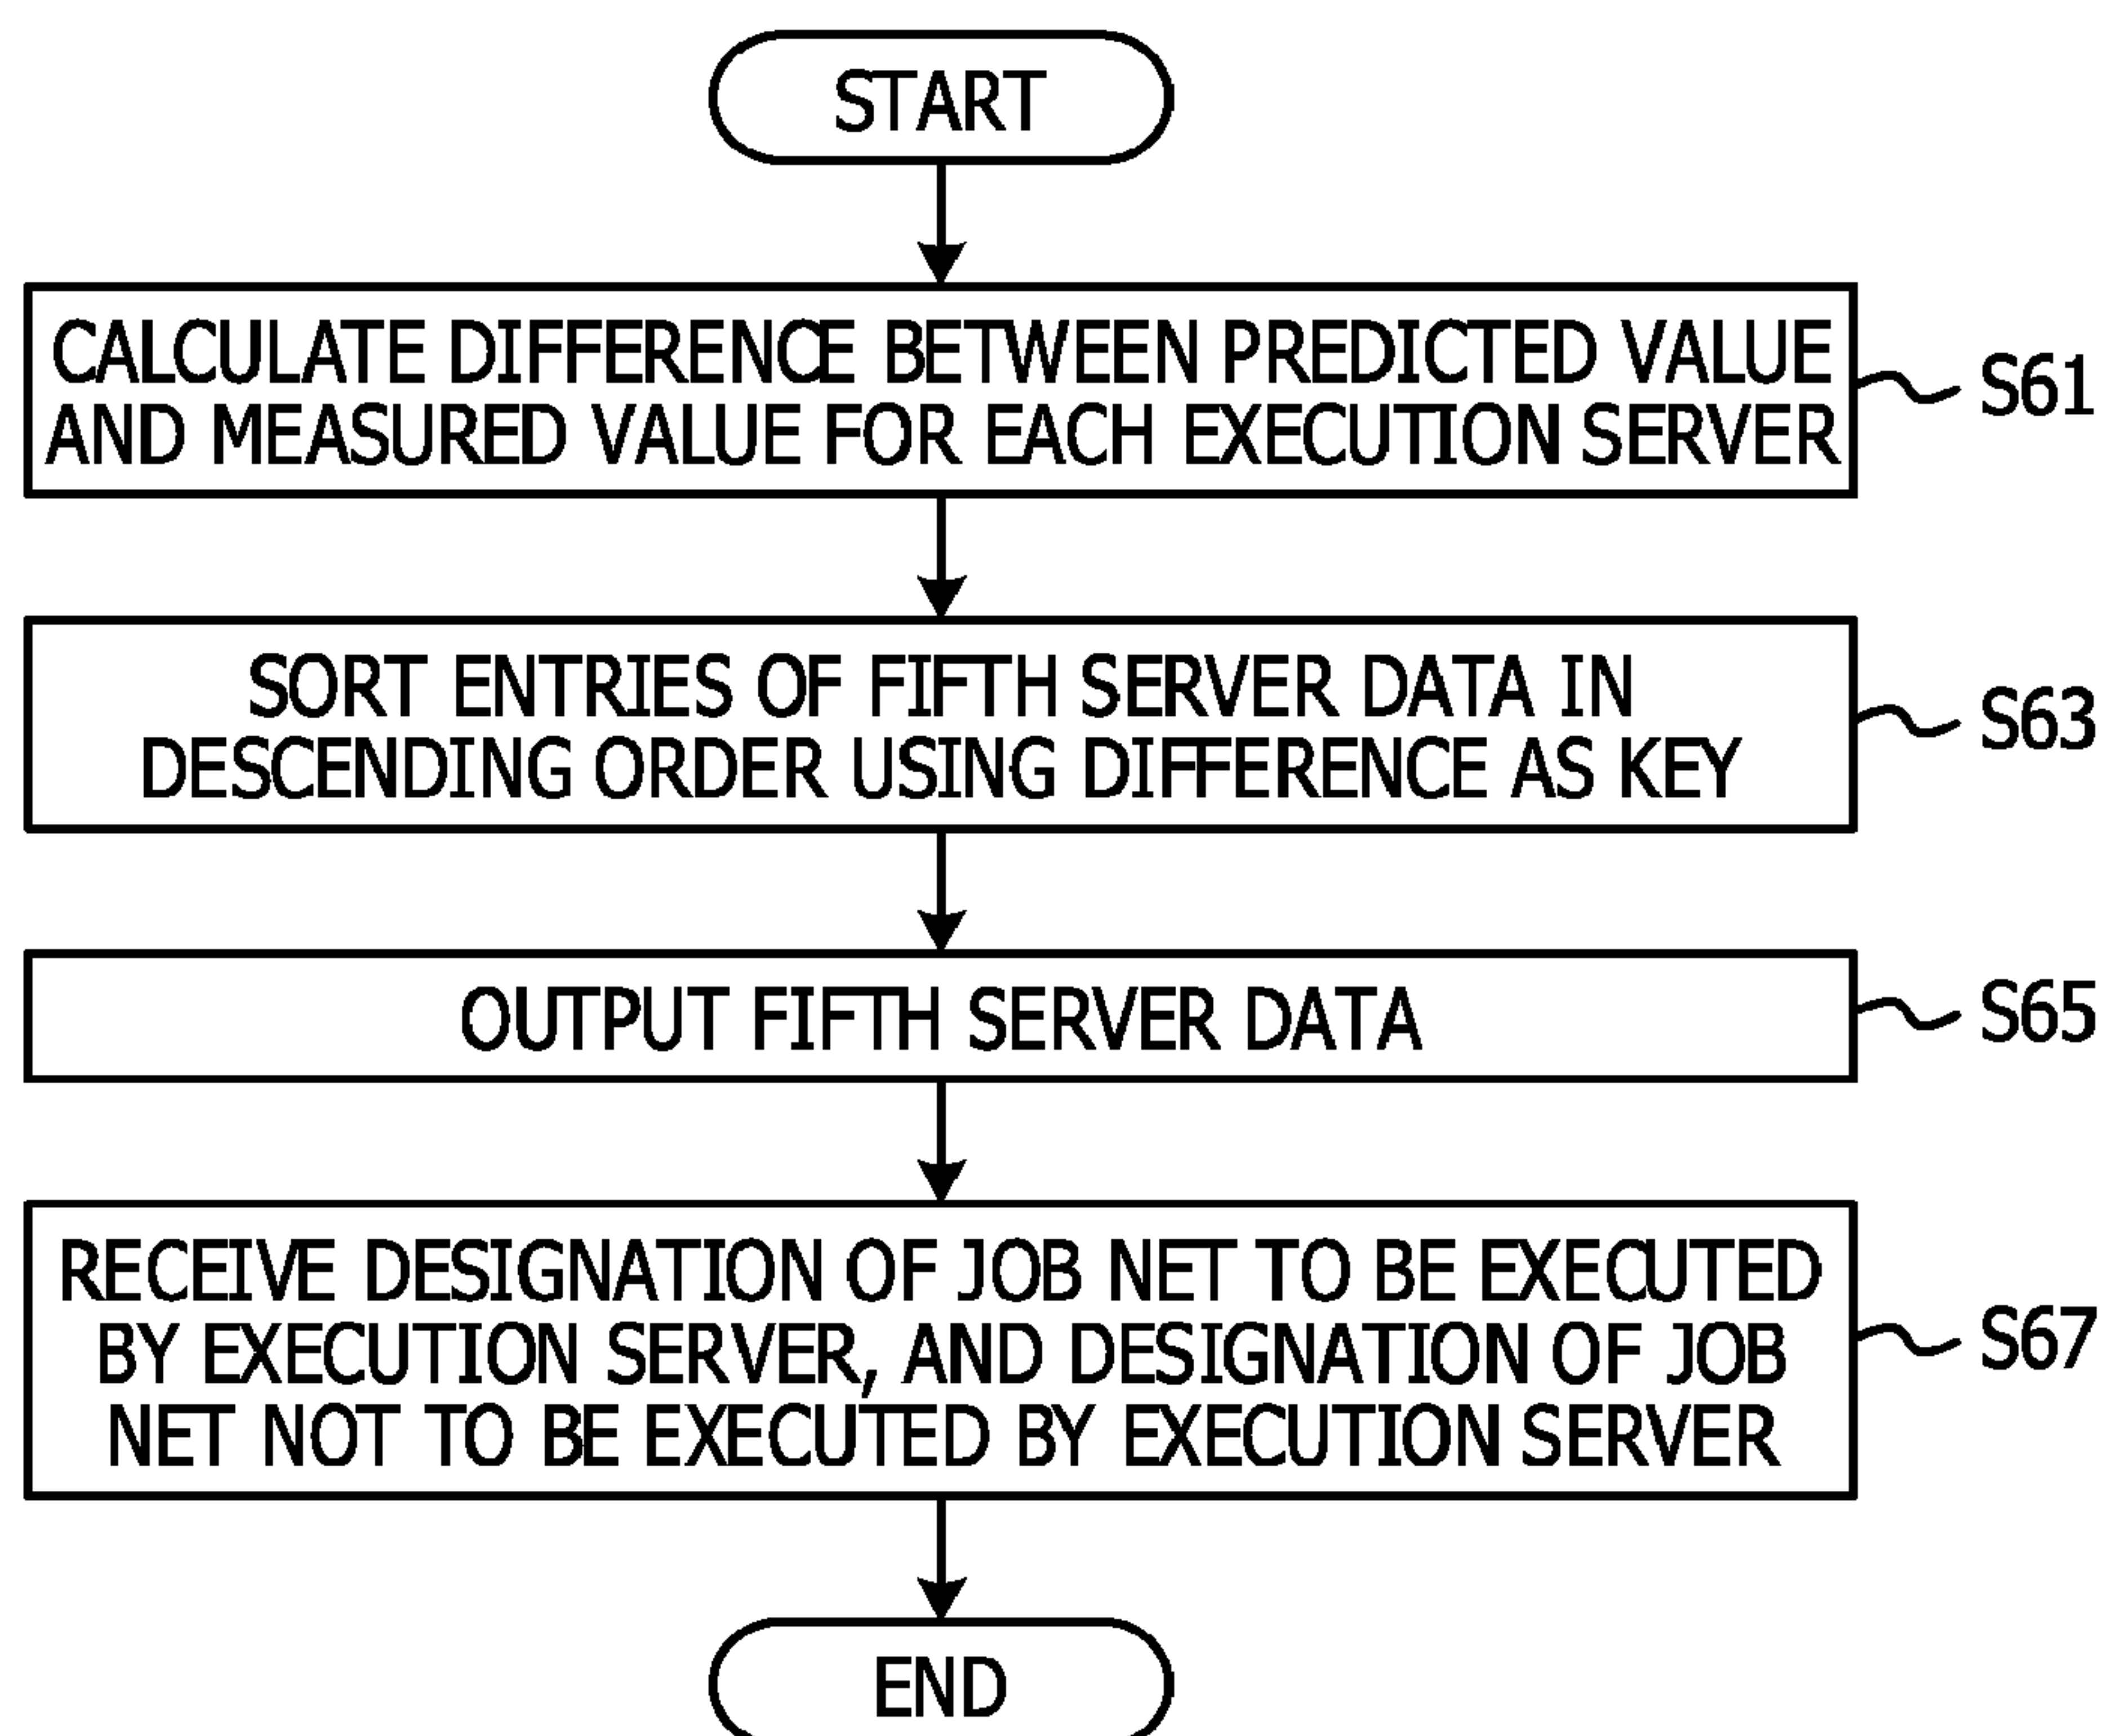 START
CALCULATE DIFFERENCE BETWEEN PREDICTED VALUE
AND MEASURED VALUE FOR EACH EXECUTION SERVER
S61
SORT ENTRIES OF FIFTH SERVER DATA IN
DESCENDING ORDER USING DIFFERENCE AS KEY
S63
OUTPUT FIFTH SERVER DATA
S65
RECEIVE DESIGNATION OF JOB NET TO BE EXECUTED
BY EXECUTION SERVER, AND DESIGNATION OF JOB
NET NOT TO BE EXECUTED BY EXECUTION SERVER
S67
END